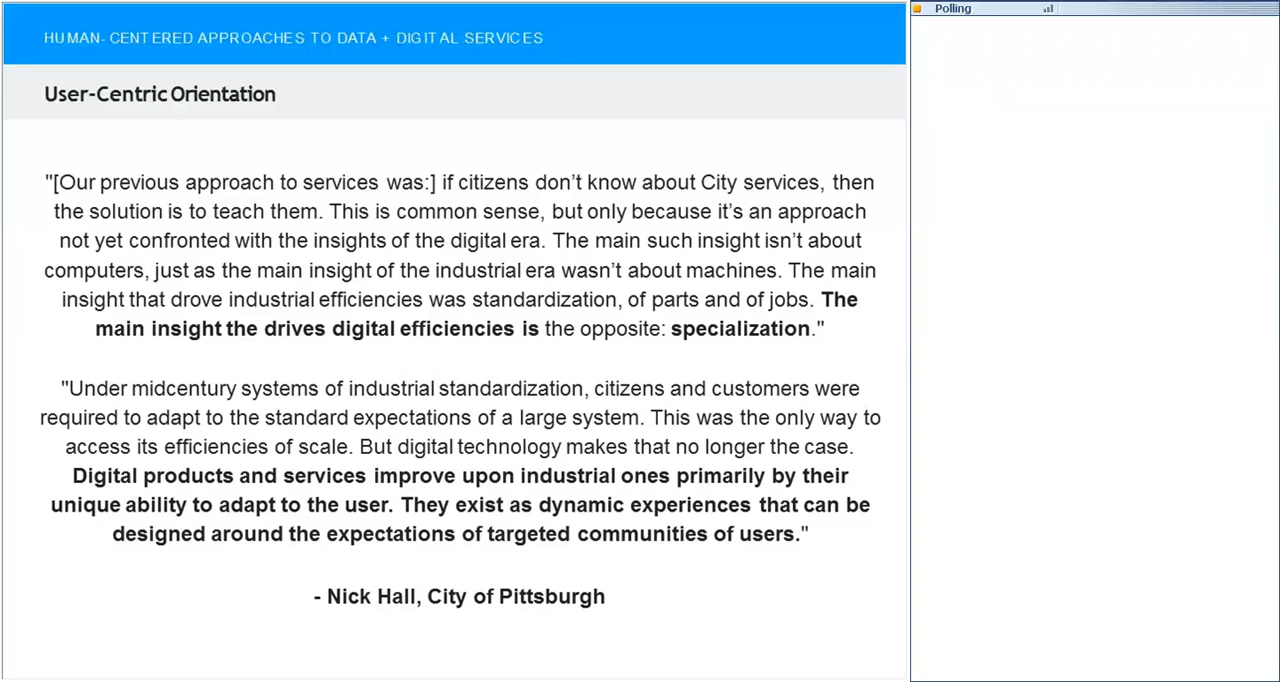 HUMAN- CENTERED APPROACHES TO DATA + DIGITAL SERVICES
Polling
User-Centric Orientation
"[Our previous approach to services was:] if citizens don’t know about City services, then
the solution is to teach them. This is common sense, but only because it’s an approach
not yet confronted with the insights of the digital era. The main such insight isn’t about
computers, just as the main insight of the industrial era wasn’t about machines. The main
insight that drove industrial efficiencies was standardization, of parts and of jobs. The
main insight the drives digital efficiencies is the opposite: specialization."
"Under midcentury systems of industrial standardization, citizens and customers were
required to adapt to the standard expectations of a large system. This was the only way to
access its efficiencies of scale. But digital technology makes that no longer the case.
Digital products and services improve upon industrial ones primarily by their
unique ability to adapt to the user. They exist as dynamic experiences that can be
designed around the expectations of targeted communities of users."
- Nick Hall, City of Pittsburgh